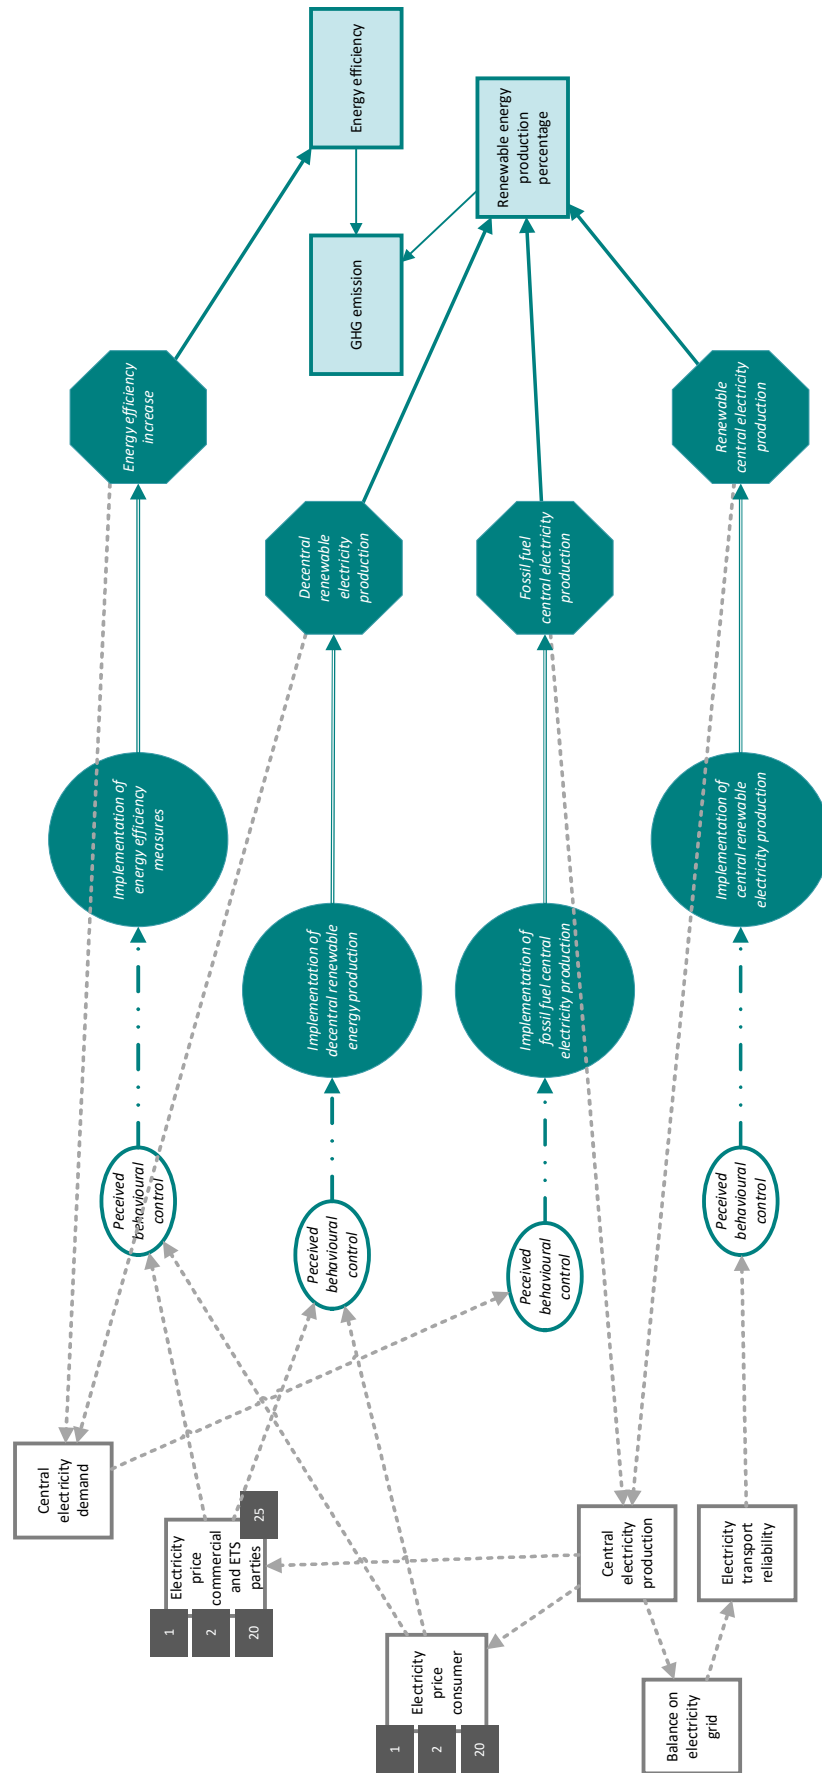 Central
electricity
demand
Peceived
behavioural
control
Implementation of
energy efficiency
measures
Energy efficiency
increase
Energy efficiency
1
2
20
Electricity
price
commercial
and ETS
parties
25
Peceived
behavioural
control
Implementation of
decentral renewable
energy production
Decentral
renewable
electricity
production
GHG emission
1
2
20
Electricity
price
consumer
Peceived
behavioural
control
Implementation of
fossil fuel central
electricity production
Fossil fuel
central electricity
production
Renewable energy
production
percentage
Central
electricity
production
Balance on
electricity
grid
Electricity
transport
reliability
Peceived
behavioural
control
Implementation of
central renewable
electricity production
Renewable
central electricity
production